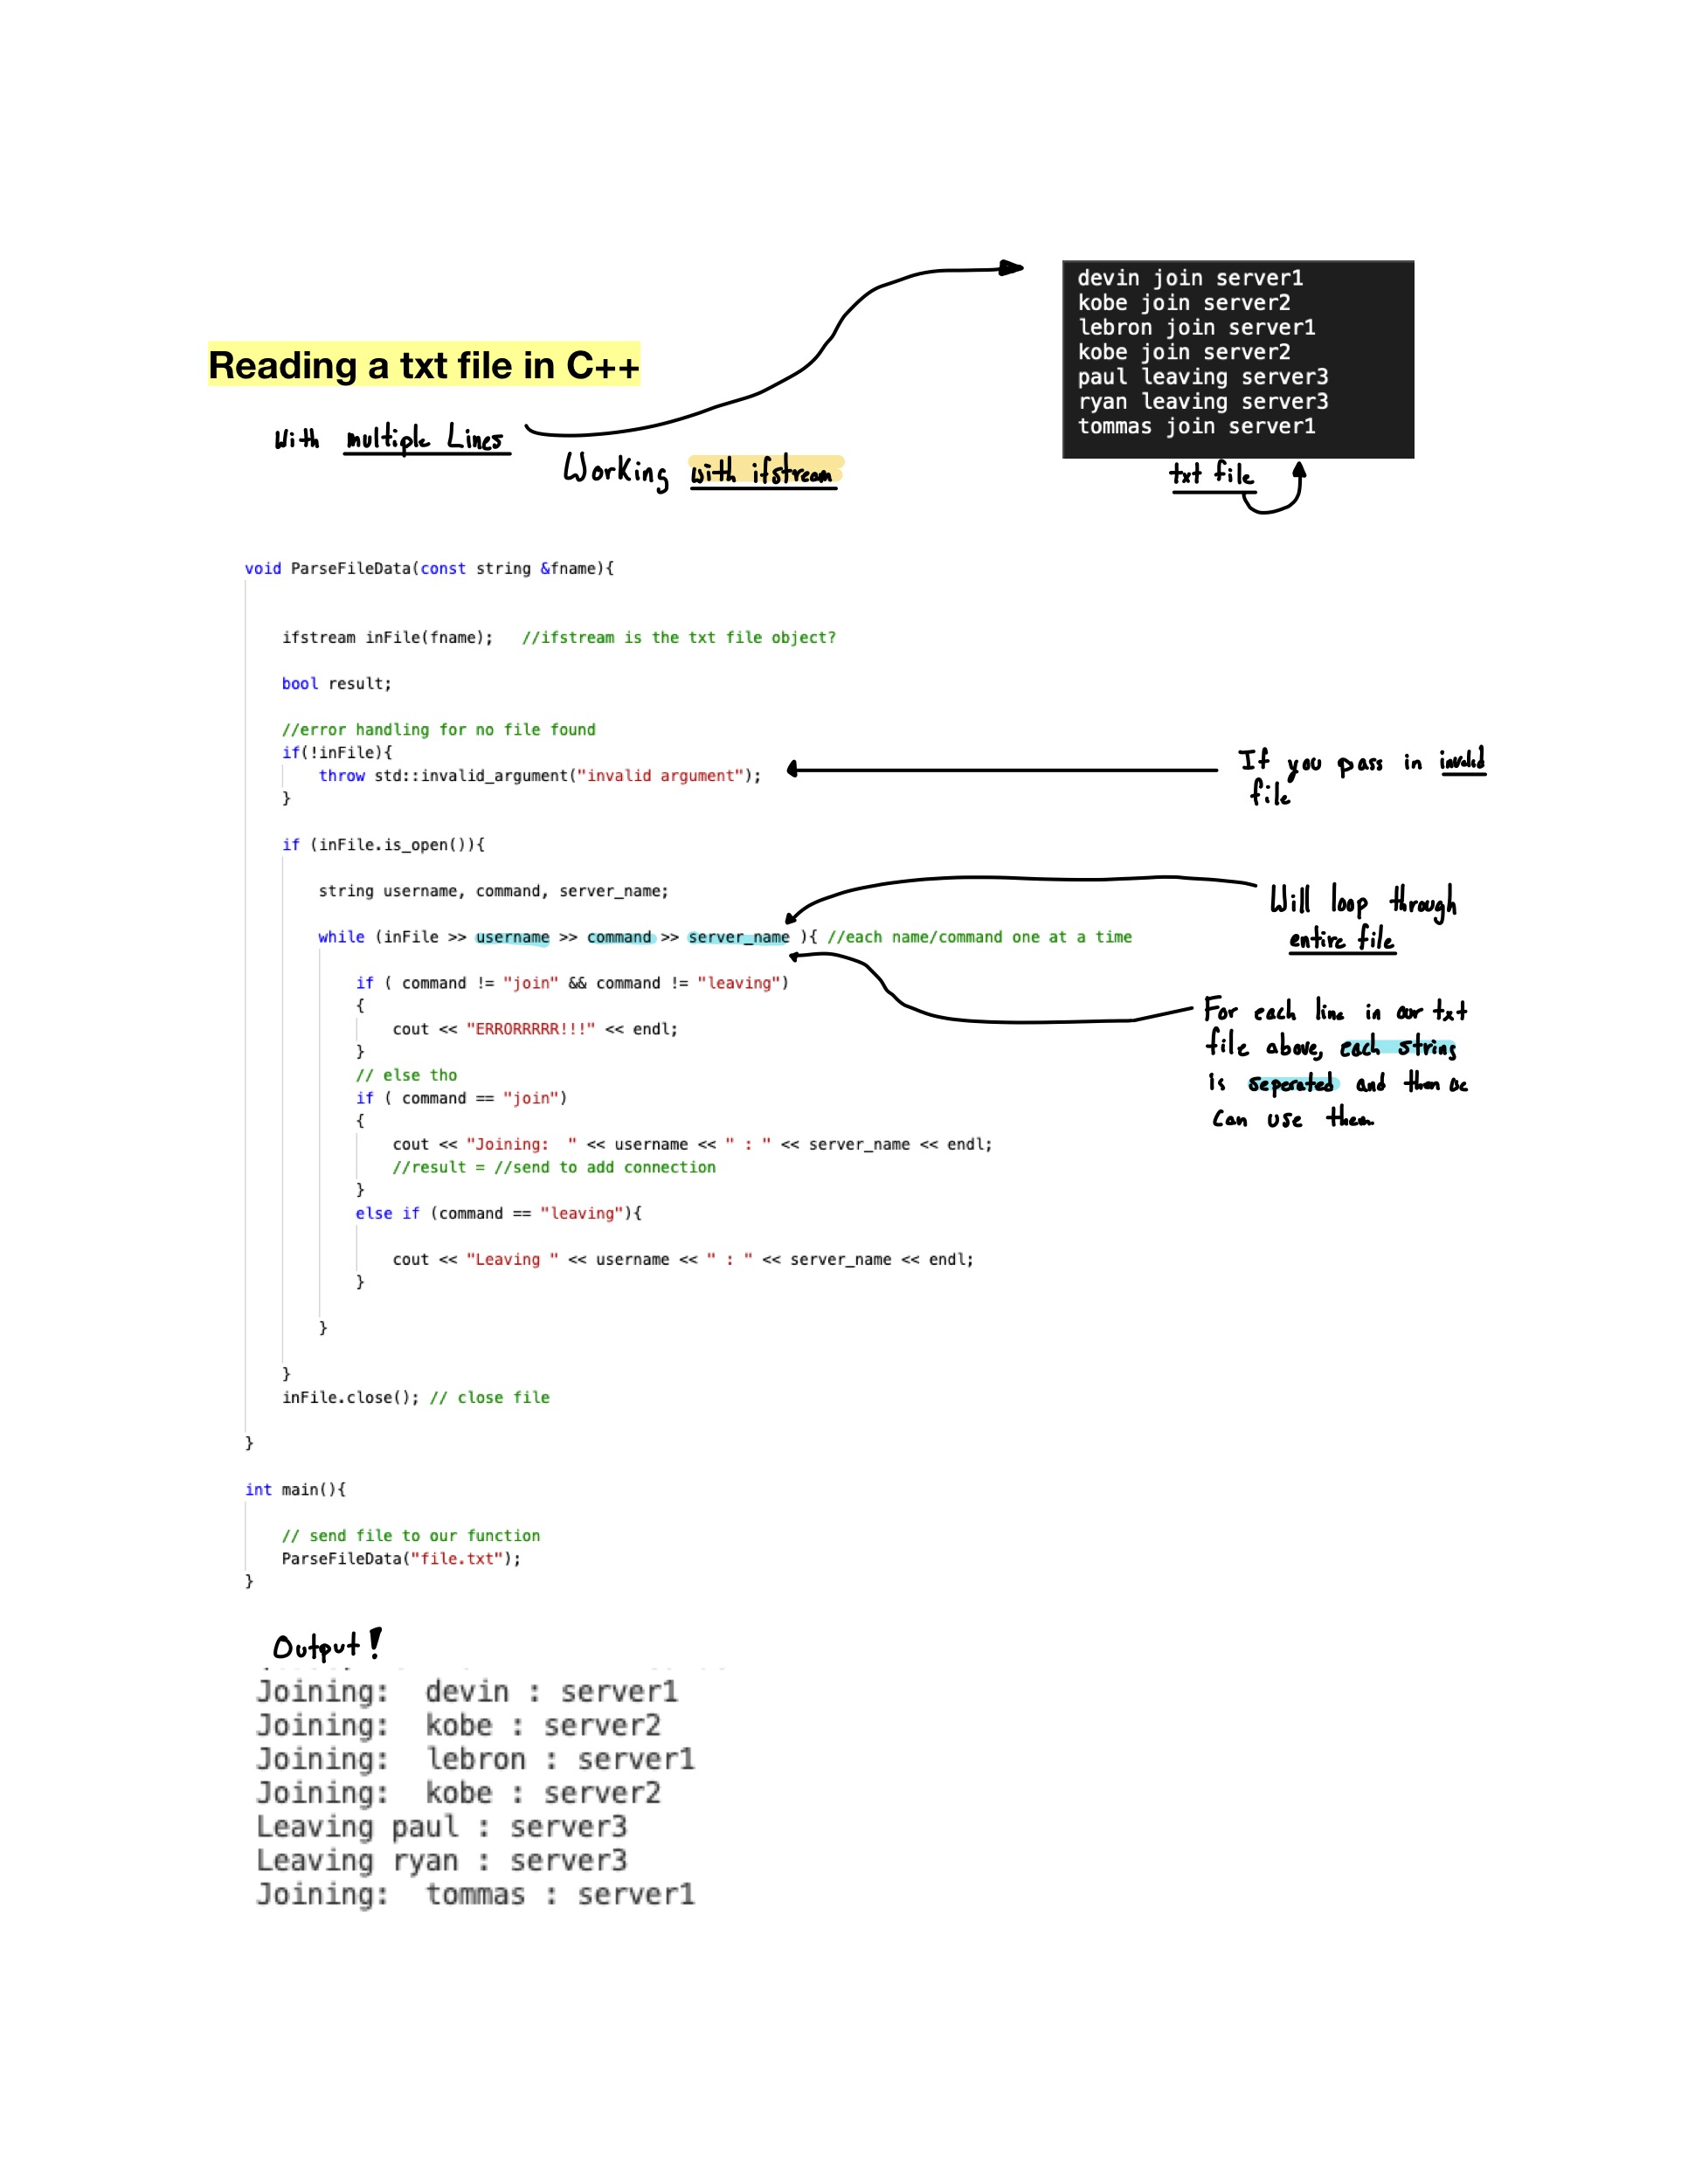 devin join server1
kobe join server2
lebron join server1
kobe join server2
paul leaving server3
ryan leaving server3
tommas join server1
txt file
Reading a txt file in C++
With multiple Lines
Working with ifstream
void ParseFileData(const string &fname){
ifstream inFile(fname);   //ifstream is the txt file object?
bool result;
//error handling for no file found
if(!inFile){
throw std::invalid_argument("invalid argument");
}
If you pass in invalid
file
if (inFile.is_open()){
string username, command, server_name;
while (inFile >> username >> command >> server_name ){ //each name/command one at a time
Will loop through
entire file
if ( command != "join" && command != "leaving")
{
cout << "ERRORRRRR!!!" << endl;
}
For each line in our txt
file above, each string
is seperated and then
can use them
// else tho
if ( command == "join")
{
cout << "Joining:  " << username << " : " << server_name << endl;
//result = //send to add connection
}
else if (command == "leaving"){
cout << "Leaving " << username << " : " << server_name << endl;
}
}
}
inFile.close(); // close file
}
int main(){
// send file to our function
ParseFileData("file.txt");
}
Output!
Joining:  devin : server1
Joining:  kobe : server2
Joining:  lebron : server1
Joining:  kobe : server2
Leaving paul : server3
Leaving ryan : server3
Joining:  tommas : server1